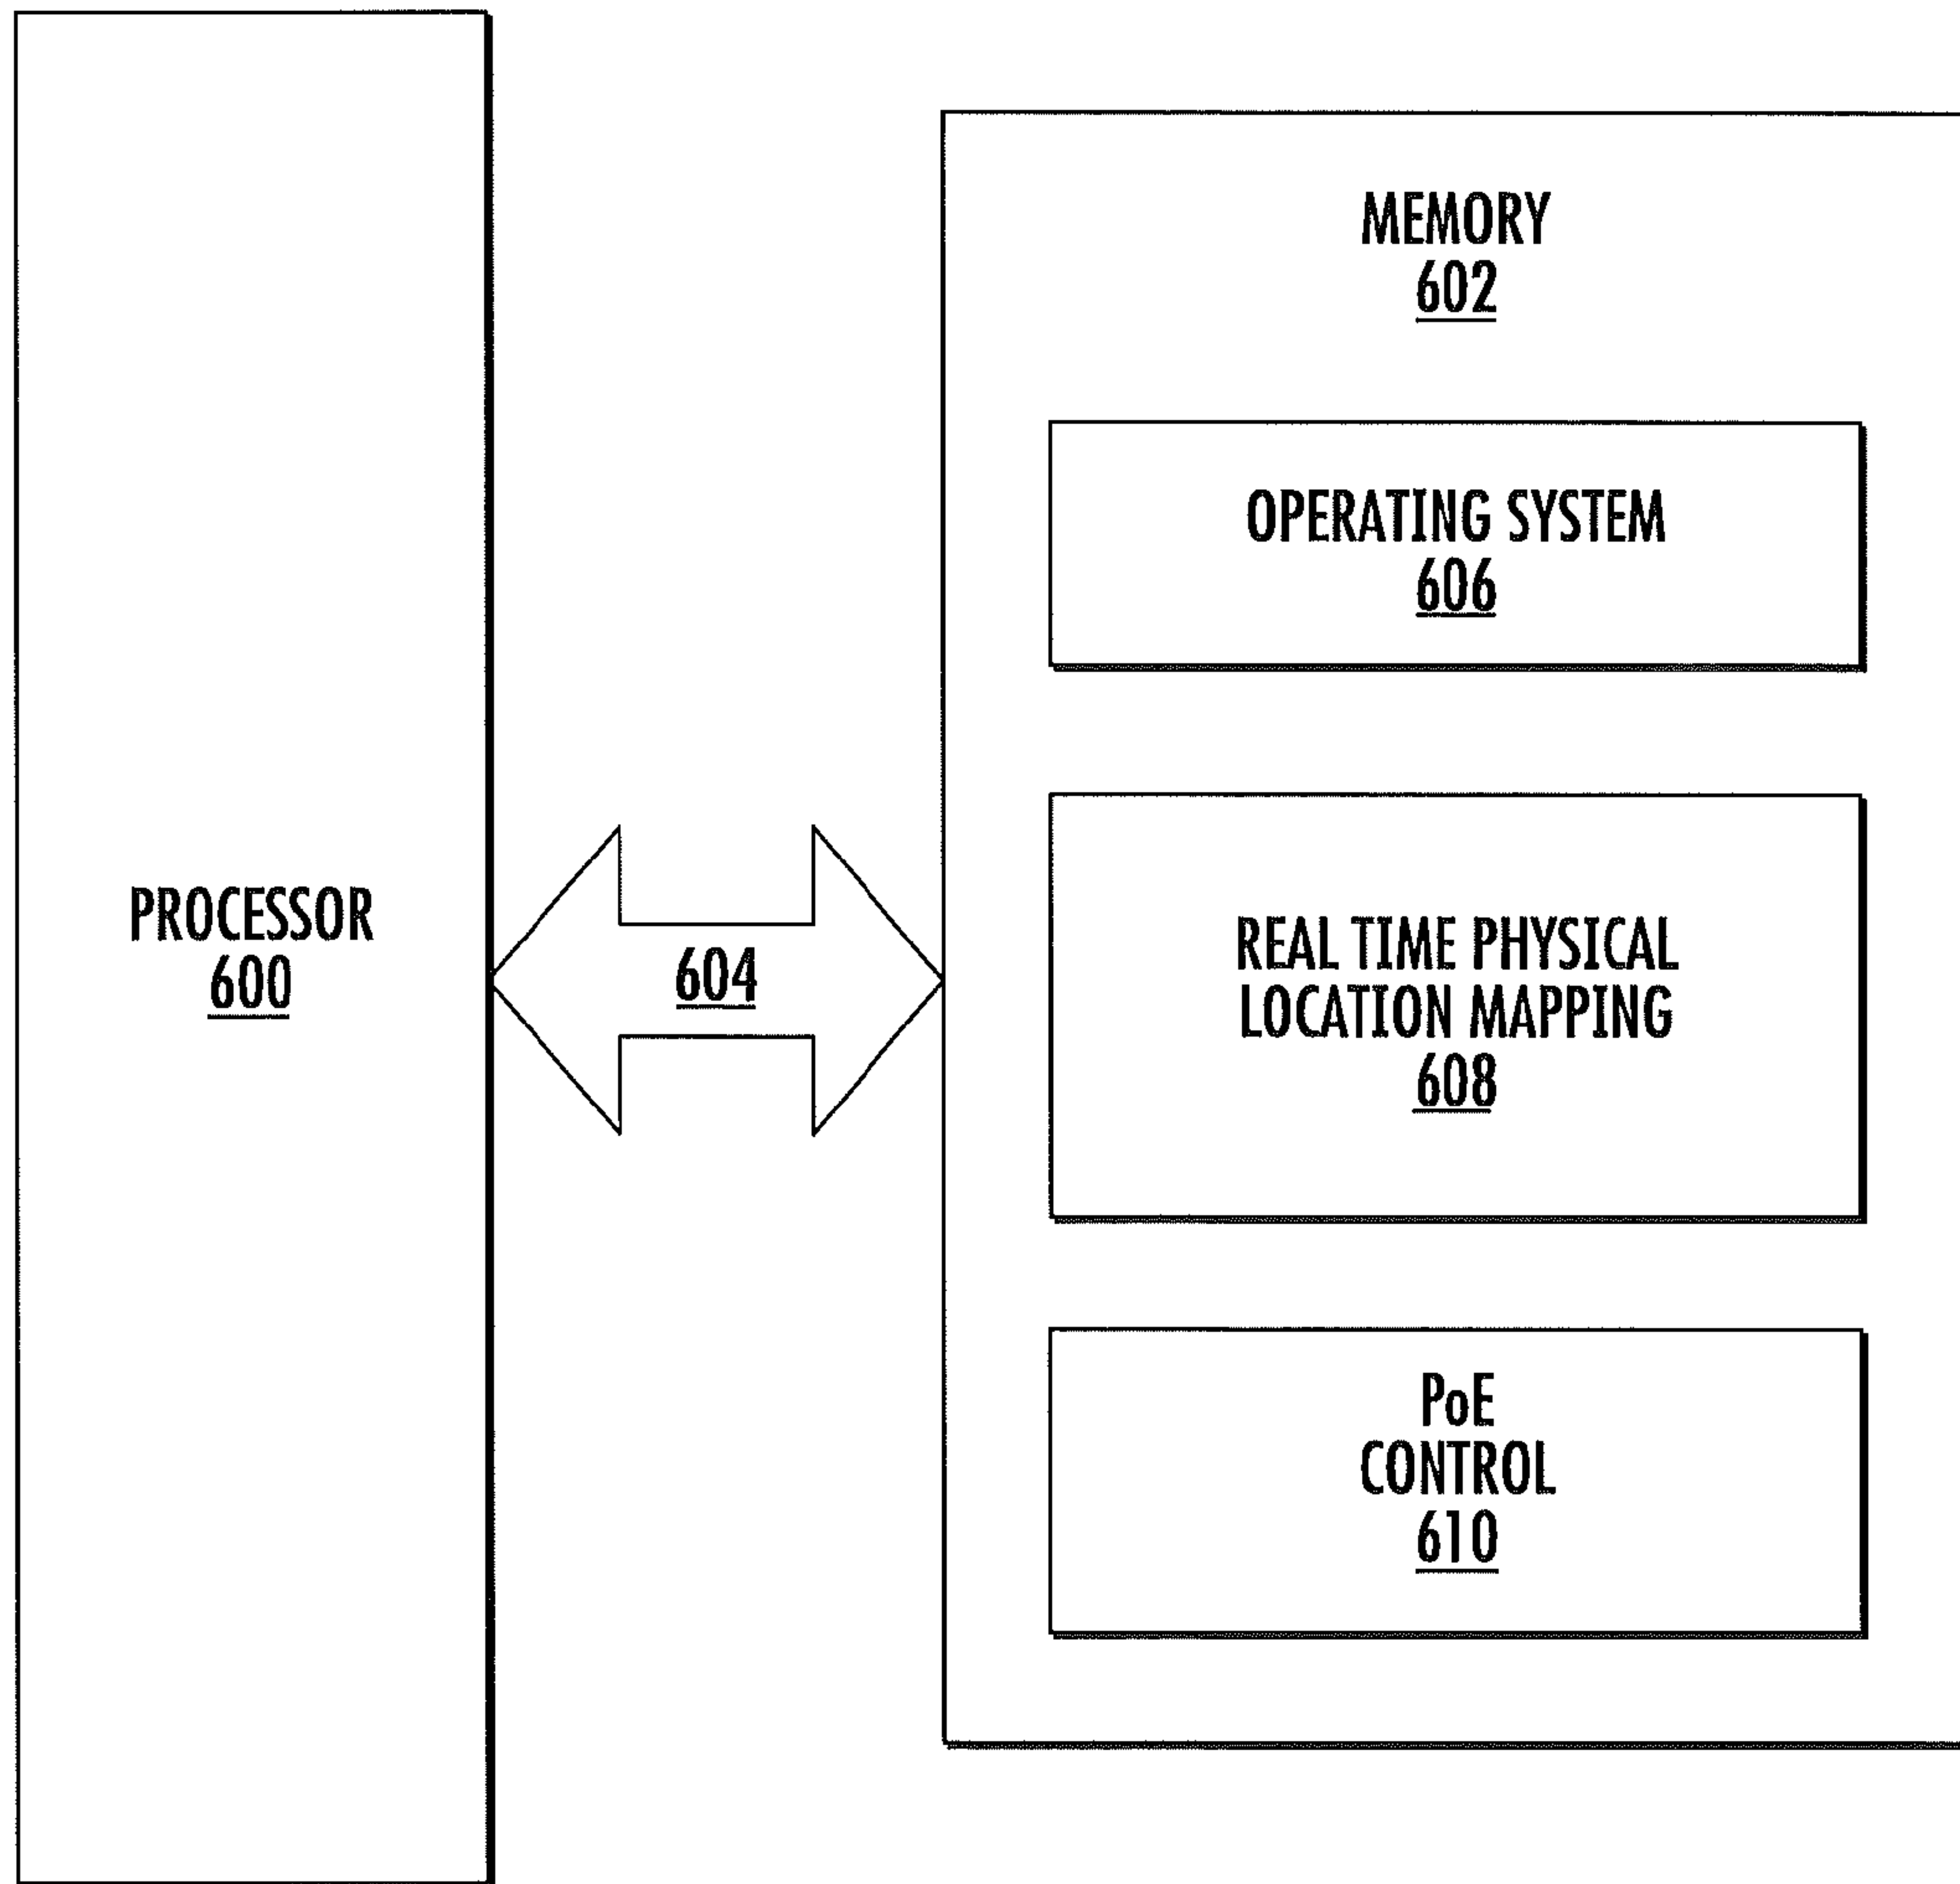 PROCESSOR
600
604
MEMORY
602
OPERATING SYSTEM
606
REAL TIME PHYSICAL
LOCATION MAPPING
608
PoE
CONTROL
610